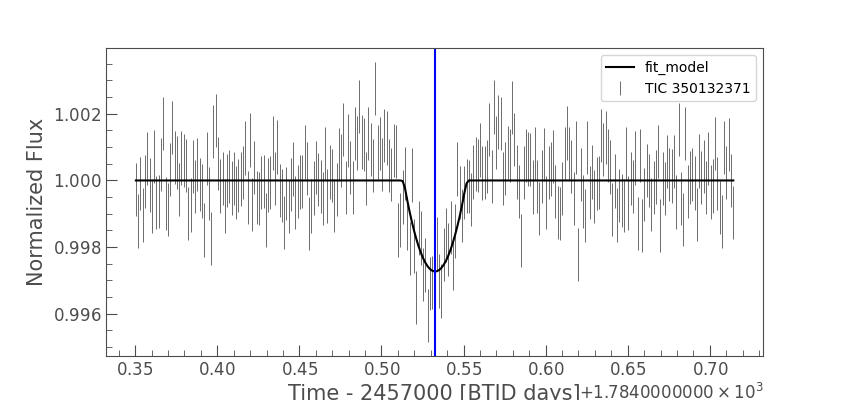 fit_model
TIC 350132371
Normalized Flux
1.002
1.000
0.998
0.996
0.35 0.40 0.45 0.50 0.55 0.60 0.65 0.70
Time - 2457000 [BTJD days]
+1.7840000000 × 10³